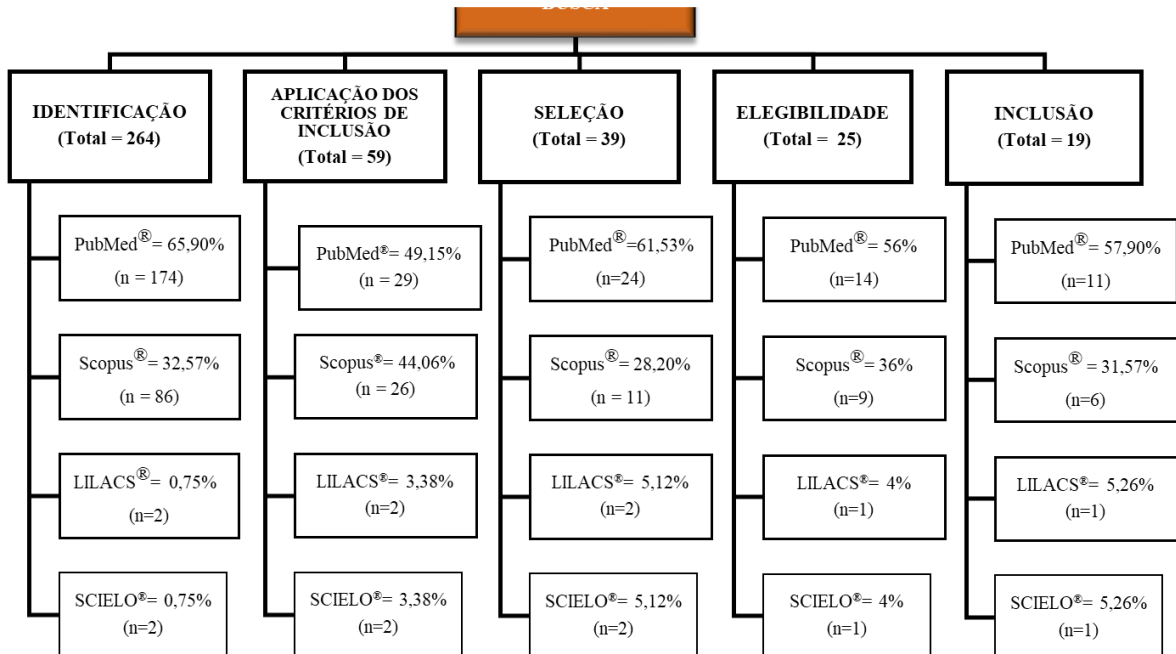 BUSCA
IDENTIFICAÇÃO
(Total = 264)
PubMed®= 65,90%
(n = 174)
Scopus®= 32,57%
(n = 86)
LILACS®= 0,75%
(n=2)
SCIELO®= 0,75%
(n=2)
APLICAÇÃO DOS
CRITÉRIOS DE
INCLUSÃO
(Total = 59)
PubMed®= 49,15%
(n = 29)
Scopus®= 44,06%
(n = 26)
LILACS®= 3,38%
(n=2)
SCIELO®= 3,38%
(n=2)
SELEÇÃO
(Total = 39)
PubMed®=61,53%
(n=24)
Scopus®= 28,20%
(n = 11)
LILACS®= 5,12%
(n=2)
SCIELO®= 5,12%
(n=2)
ELEGIBILIDADE
(Total = 25)
PubMed®= 56%
(n=14)
Scopus®= 36%
(n=9)
LILACS®= 4%
(n=1)
SCIELO®= 4%
(n=1)
INCLUSÃO
(Total = 19)
PubMed®= 57,90%
(n=11)
Scopus®= 31,57%
(n=6)
LILACS®= 5,26%
(n=1)
SCIELO®= 5,26%
(n=1)